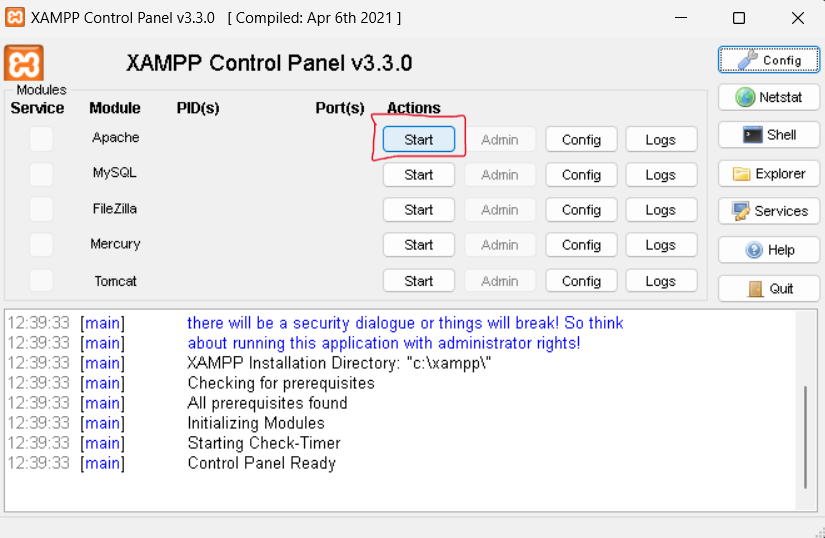 XAMPP Control Panel v3.3.0 [ Compiled: Apr 6th 2021 ]
XAMPP Control Panel v3.3.0
Config
Modules
Service Module PID(s) Port(s) Actions
Netstat
Apache Start Admin Config Logs
Shell
MySQL Start Admin Config Logs
Explorer
FileZilla Start Admin Config Logs
Services
Mercury Start Admin Config Logs
Help
Tomcat Start Admin Config Logs
Quit
12:39:33 [main] there will be a security dialogue or things will break! So think
12:39:33 [main] about running this application with administrator rights!
12:39:33 [main] XAMPP Installation Directory: "c:\xampp\"
12:39:33 [main] Checking for prerequisites
12:39:33 [main] All prerequisites found
12:39:33 [main] Initializing Modules
12:39:33 [main] Starting Check-Timer
12:39:33 [main] Control Panel Ready